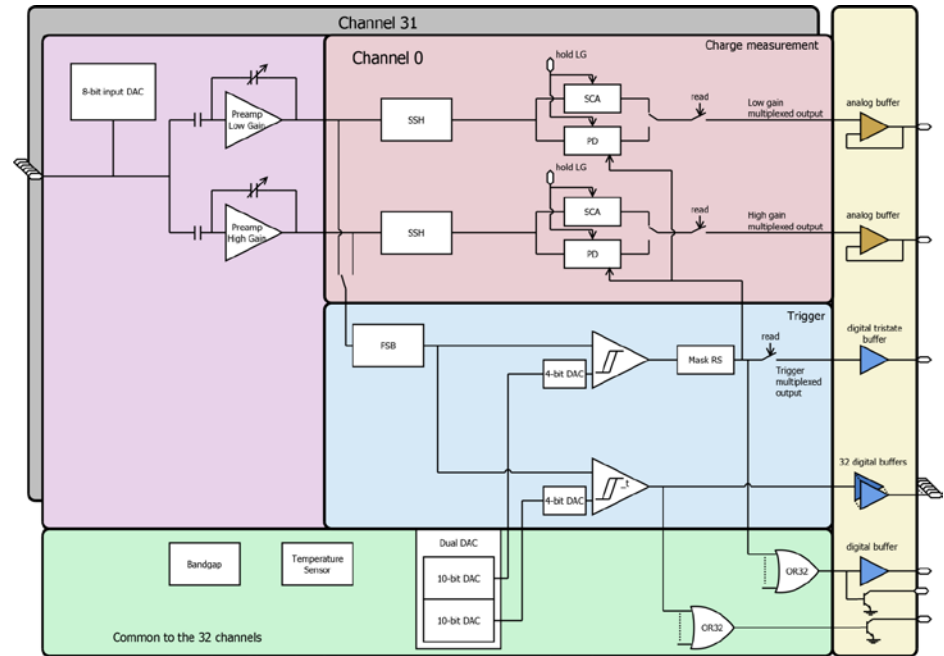 Channel 31
Channel 0
Charge measurement
8-bit input DAC
Preamp
Low Gain
SSH
hold LG
SCA
PD
read
Low gain
multiplexed output
analog buffer
Preamp
High Gain
SSH
hold LG
SCA
PD
read
High gain
multiplexed output
analog buffer
Trigger
FSB
4-bit DAC
Mask RS
read
Trigger
multiplexed
output
digital tristate
buffer
4-bit DAC
_t
32 digital buffers
Bandgap
Temperature
Sensor
Dual DAC
10-bit DAC
10-bit DAC
OR32
digital buffer
OR32
Common to the 32 channels